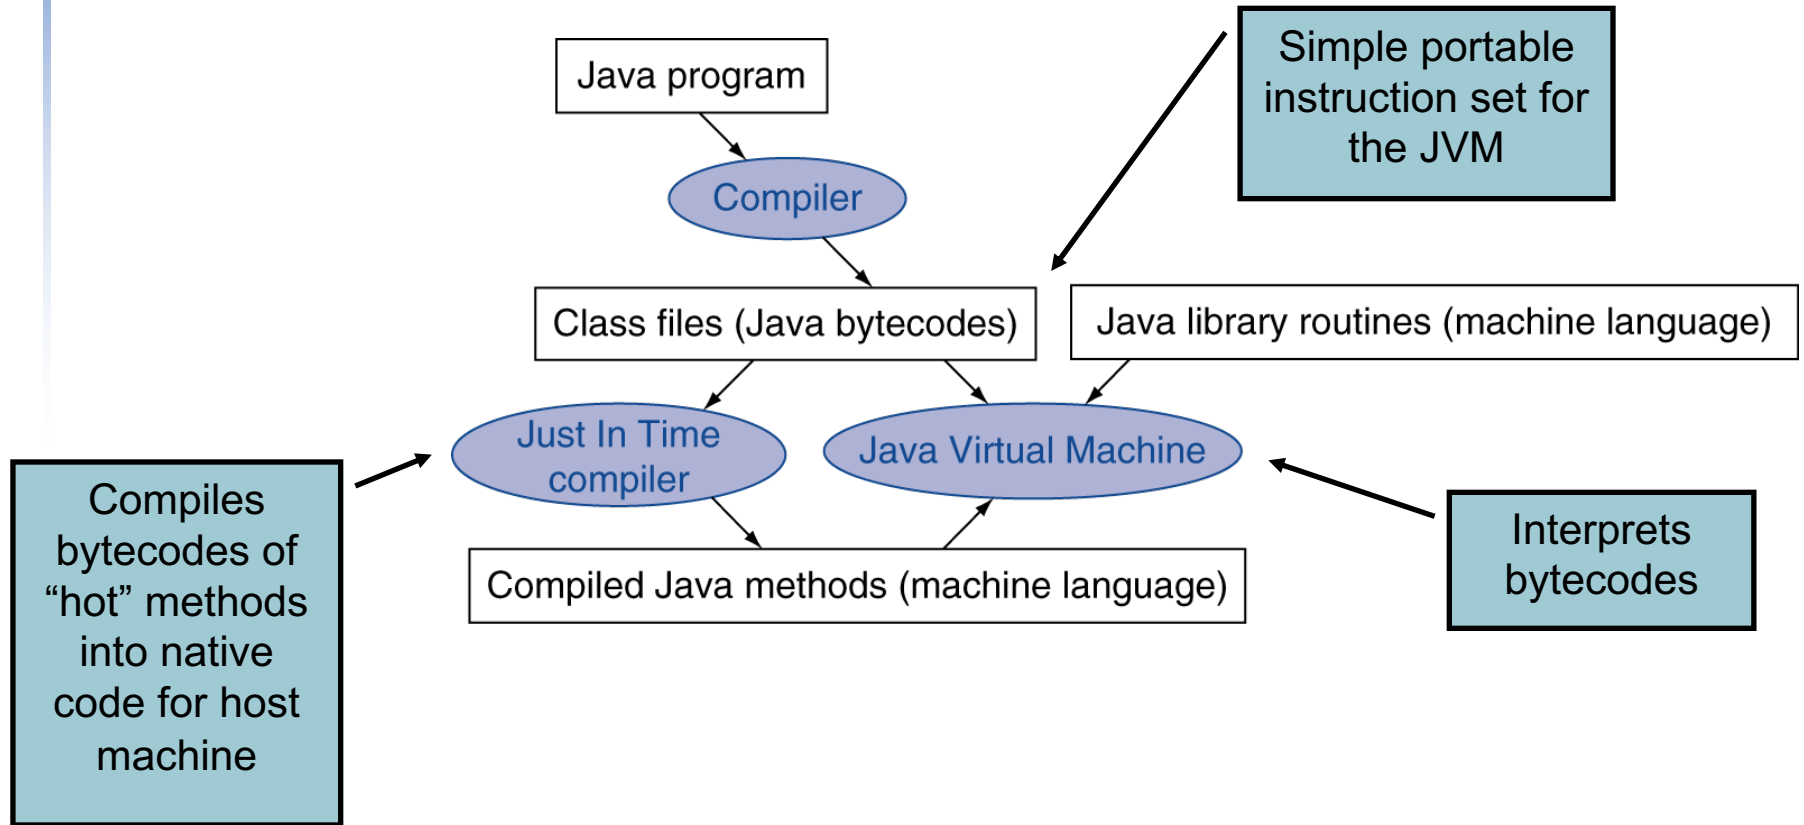 Java program
Simple portable
instruction set for
the JVM
Compiler
Class files (Java bytecodes)
Java library routines (machine language)
Just In Time
compiler
Java Virtual Machine
Compiles
bytecodes of
“hot” methods
into native
code for host
machine
Interprets
bytecodes
Compiled Java methods (machine language)